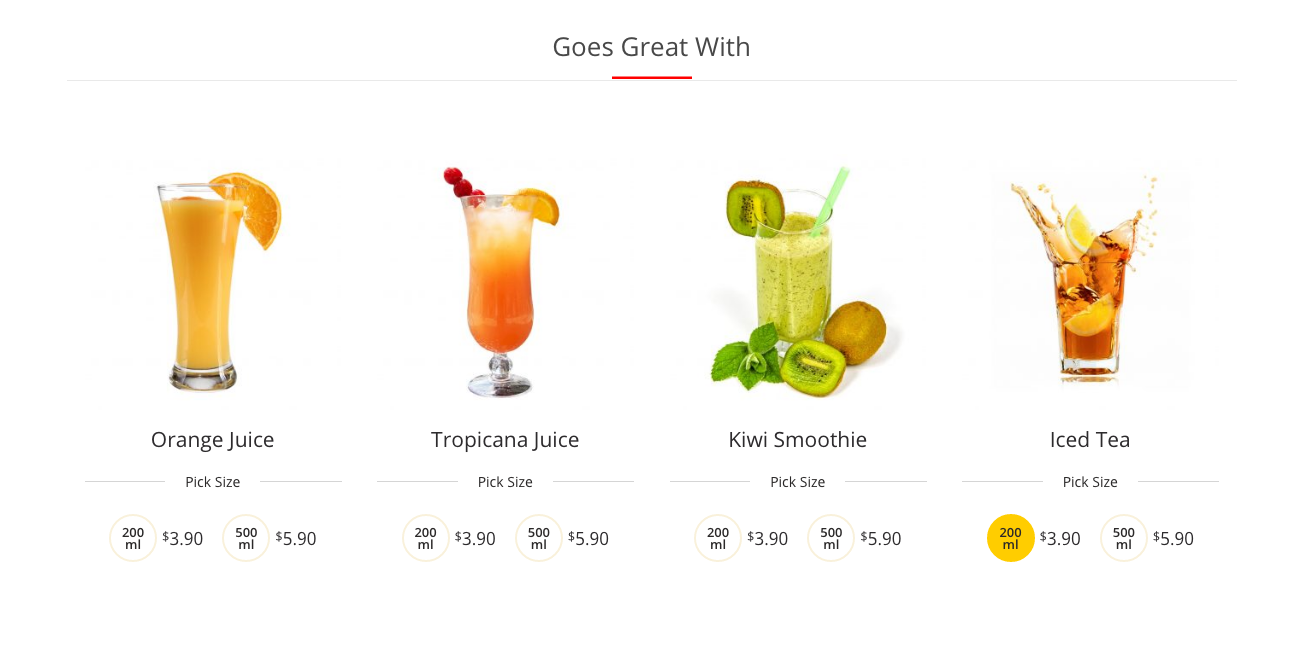 Goes Great With
Orange Juice
Pick Size
200 ml $3.90 500 ml $5.90
Tropicana Juice
Pick Size
200 ml $3.90 500 ml $5.90
Kiwi Smoothie
Pick Size
200 ml $3.90 500 ml $5.90
Iced Tea
Pick Size
200 ml $3.90 500 ml $5.90